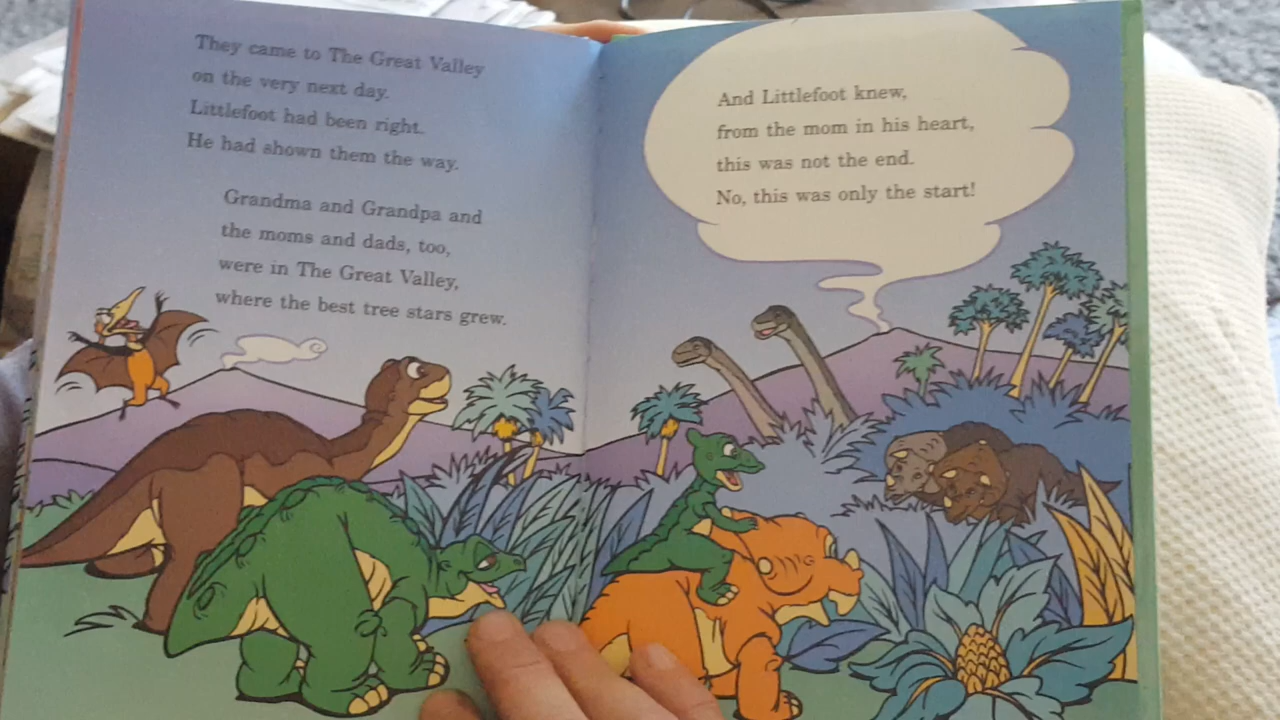 They came to The Great Valley
on the very next day.
Littlefoot had been right.
He had shown them the way.
Grandma and Grandpa and
the moms and dads, too,
were in The Great Valley,
where the best tree stars grew.
And Littlefoot knew,
from the mom in his heart,
this was not the end.
No, this was only the start!